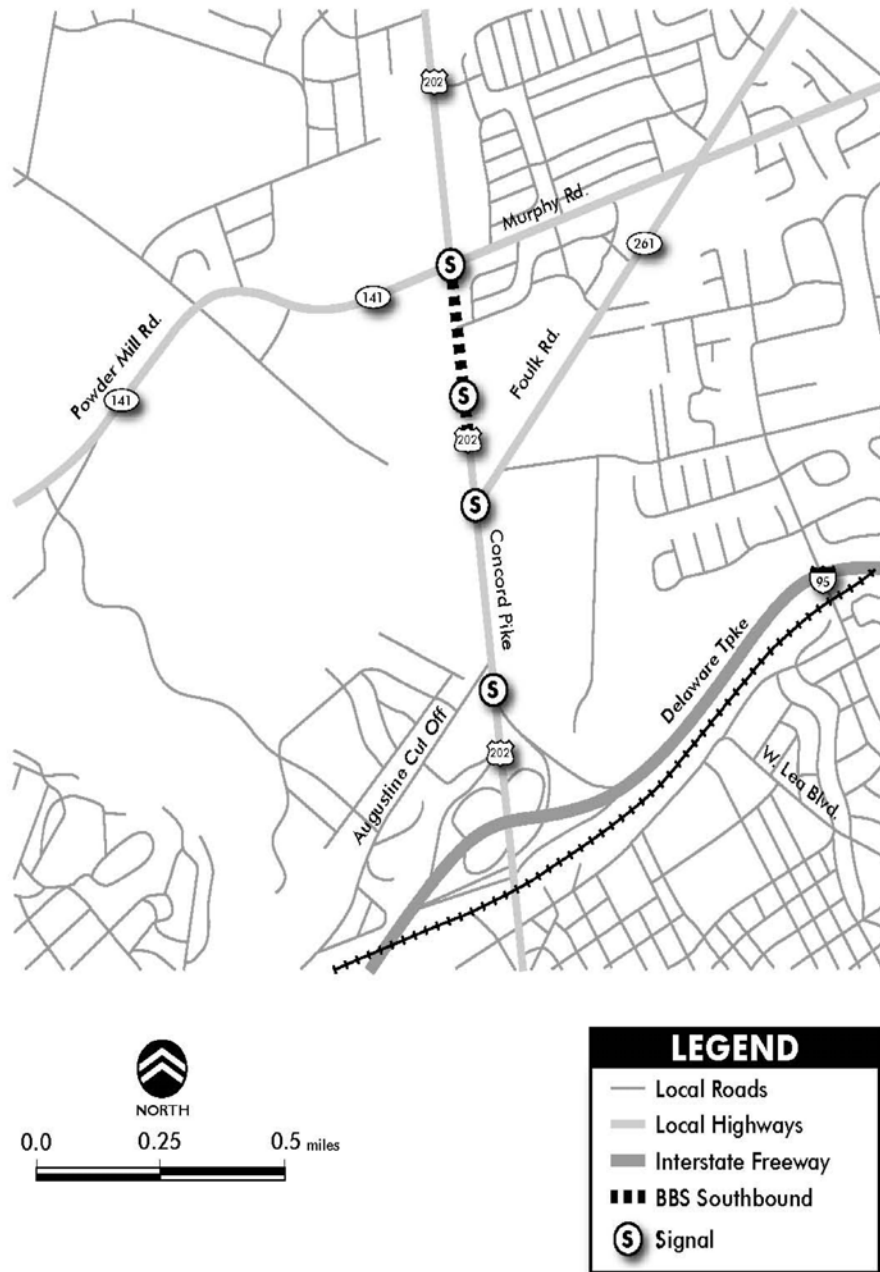 202
Murphy Rd.
261
141
Powder Mill Rd.
141
Foulk Rd.
S
S
202
S
Concord Pike
95
Delaware Tpke
S
Augustine Cut Off
202
W. Lea Blvd.
NORTH
0.0 0.25 0.5 miles
LEGEND
Local Roads
Local Highways
Interstate Freeway
BBS Southbound
S Signal